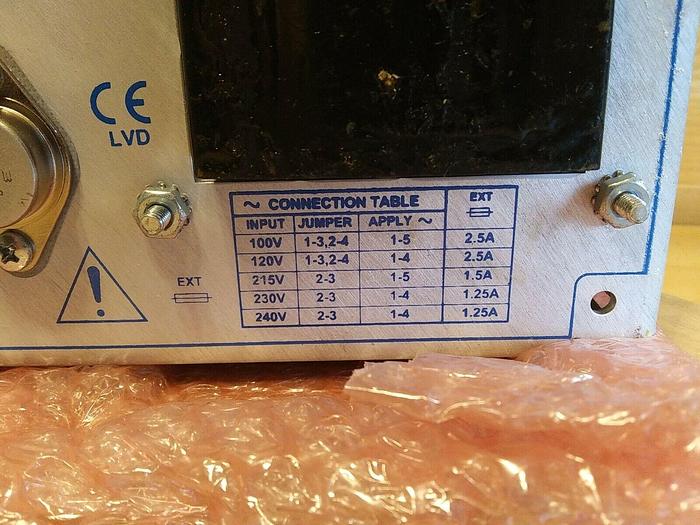 CE
LVD
~ CONNECTION TABLE EXT
INPUT JUMPER APPLY ~
100V 1-3,2-4 1-5 2.5A
120V 1-3,2-4 1-4 2.5A
215V 2-3 1-5 1.5A
230V 2-3 1-4 1.25A
240V 2-3 1-4 1.25A
EXT
!